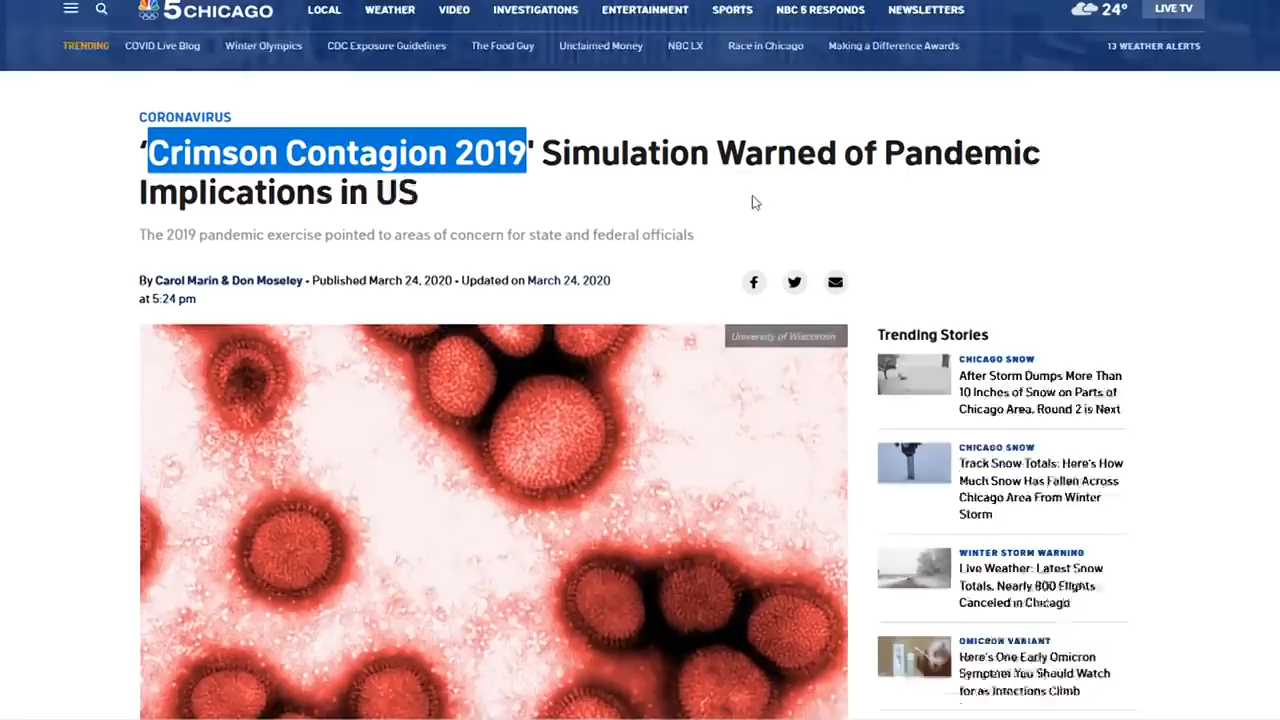 5 CHICAGO
LOCAL WEATHER VIDEO INVESTIGATIONS ENTERTAINMENT SPORTS NBC 5 RESPONDS NEWSLETTERS
24°
LIVE TV
TRENDING COVID Live Blog Winter Olympics CDC Exposure Guidelines The Food Guy Unclaimed Money NBC LX Race in Chicago Making a Difference Awards
13 WEATHER ALERTS
CORONAVIRUS
'Crimson Contagion 2019' Simulation Warned of Pandemic
Implications in US
The 2019 pandemic exercise pointed to areas of concern for state and federal officials
By Carol Marin & Don Moseley • Published March 24, 2020 • Updated on March 24, 2020
at 5:24 pm
University of Wisconsin
Trending Stories
CHICAGO SNOW
After Storm Dumps More Than
10 Inches of Snow on Parts of
Chicago Area, Round 2 is Next
CHICAGO SNOW
Track Snow Totals: Here's How
Much Snow Has Fallen Across
Chicago Area From Winter
Storm
WINTER STORM WARNING
Live Weather: Latest Snow
Totals, Nearly 800 Flights
Canceled in Chicago
OMICRON VARIANT
Here's One Early Omicron
Symptom You Should Watch
for as Infections Climb